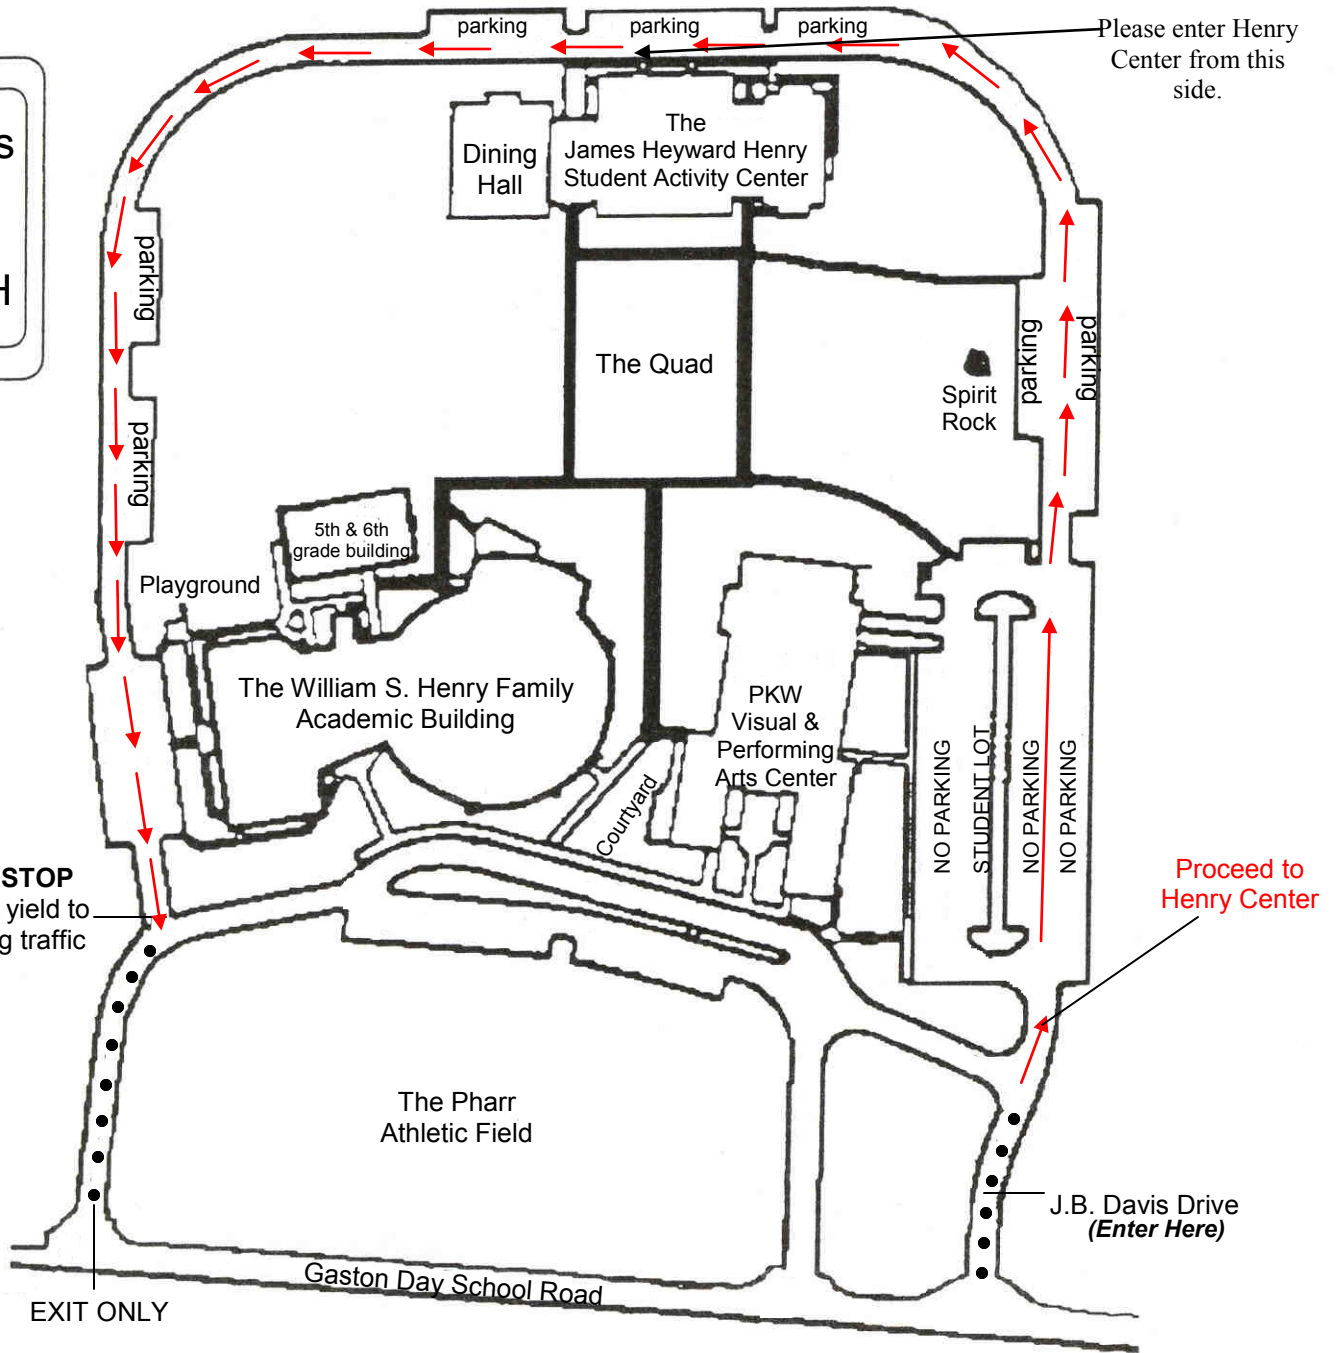 parking
parking
parking
Please enter Henry
Center from this
side.
s
H
The
James Heyward Henry
Student Activity Center
Dining
Hall
parking
parking
The Quad
Spirit
Rock
parking
parking
5th & 6th
grade building
Playground
The William S. Henry Family
Academic Building
PKW
Visual &
Performing
Arts Center
Courtyard
NO PARKING
STUDENT LOT
NO PARKING
NO PARKING
STOP
yield to
g traffic
Proceed to
Henry Center
The Pharr
Athletic Field
J.B. Davis Drive
(Enter Here)
Gaston Day School Road
EXIT ONLY